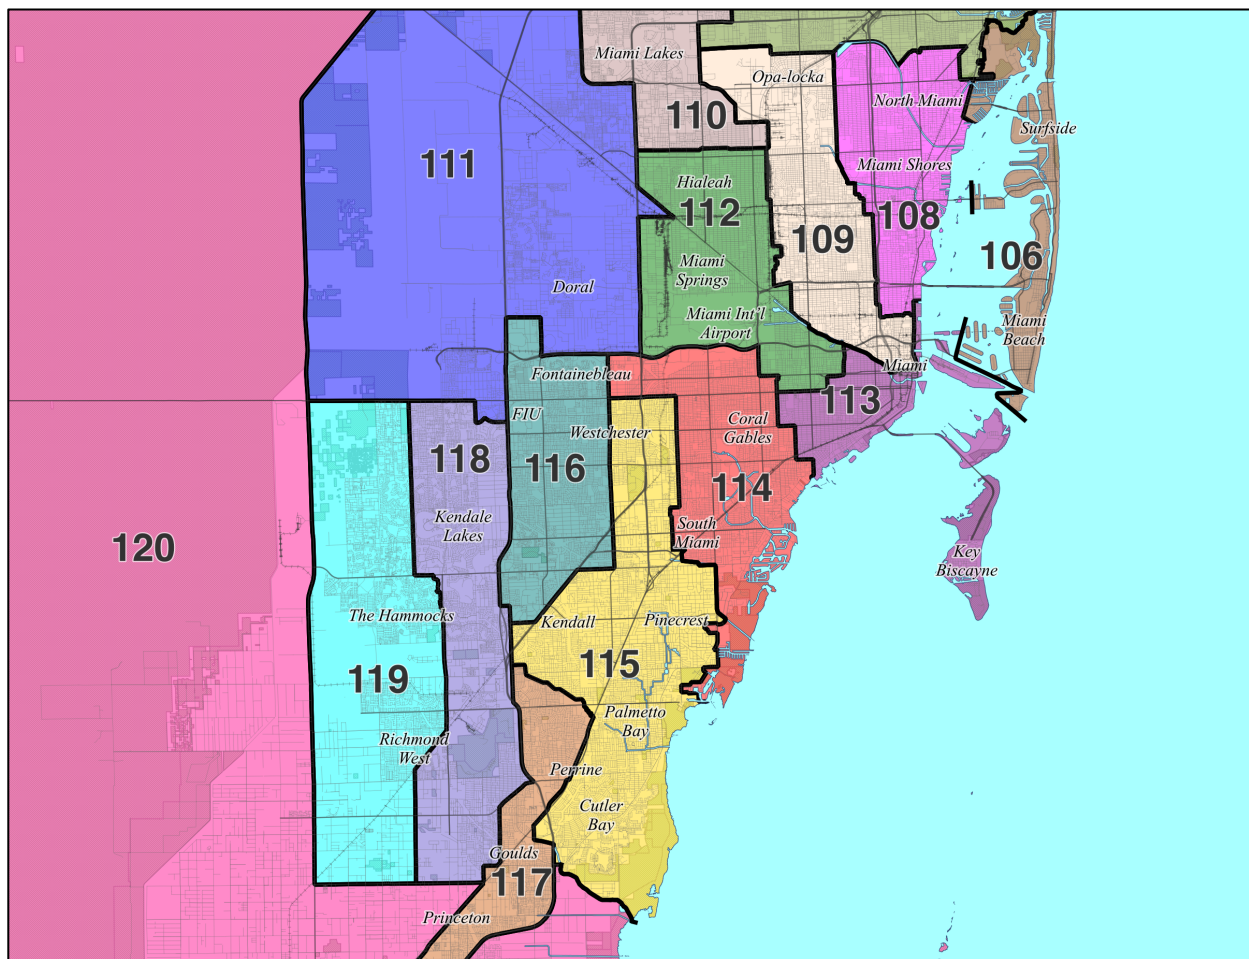 Miami Lakes
Opa-locka
North Miami
110
Surfside
111
Miami Shores
Hialeah
112
108
109
106
Miami
Springs
Doral
Miami Int'l
Airport
Miami
Beach
Miami
Fontainebleau
113
FIU
Coral
Gables
Westchester
118
116
114
Kendale
Lakes
South
Miami
120
Key
Biscayne
The Hammocks
Kendall
Pinecrest
115
119
Palmetto
Bay
Richmond
West
Perrine
Cutler
Bay
Goulds
117
Princeton